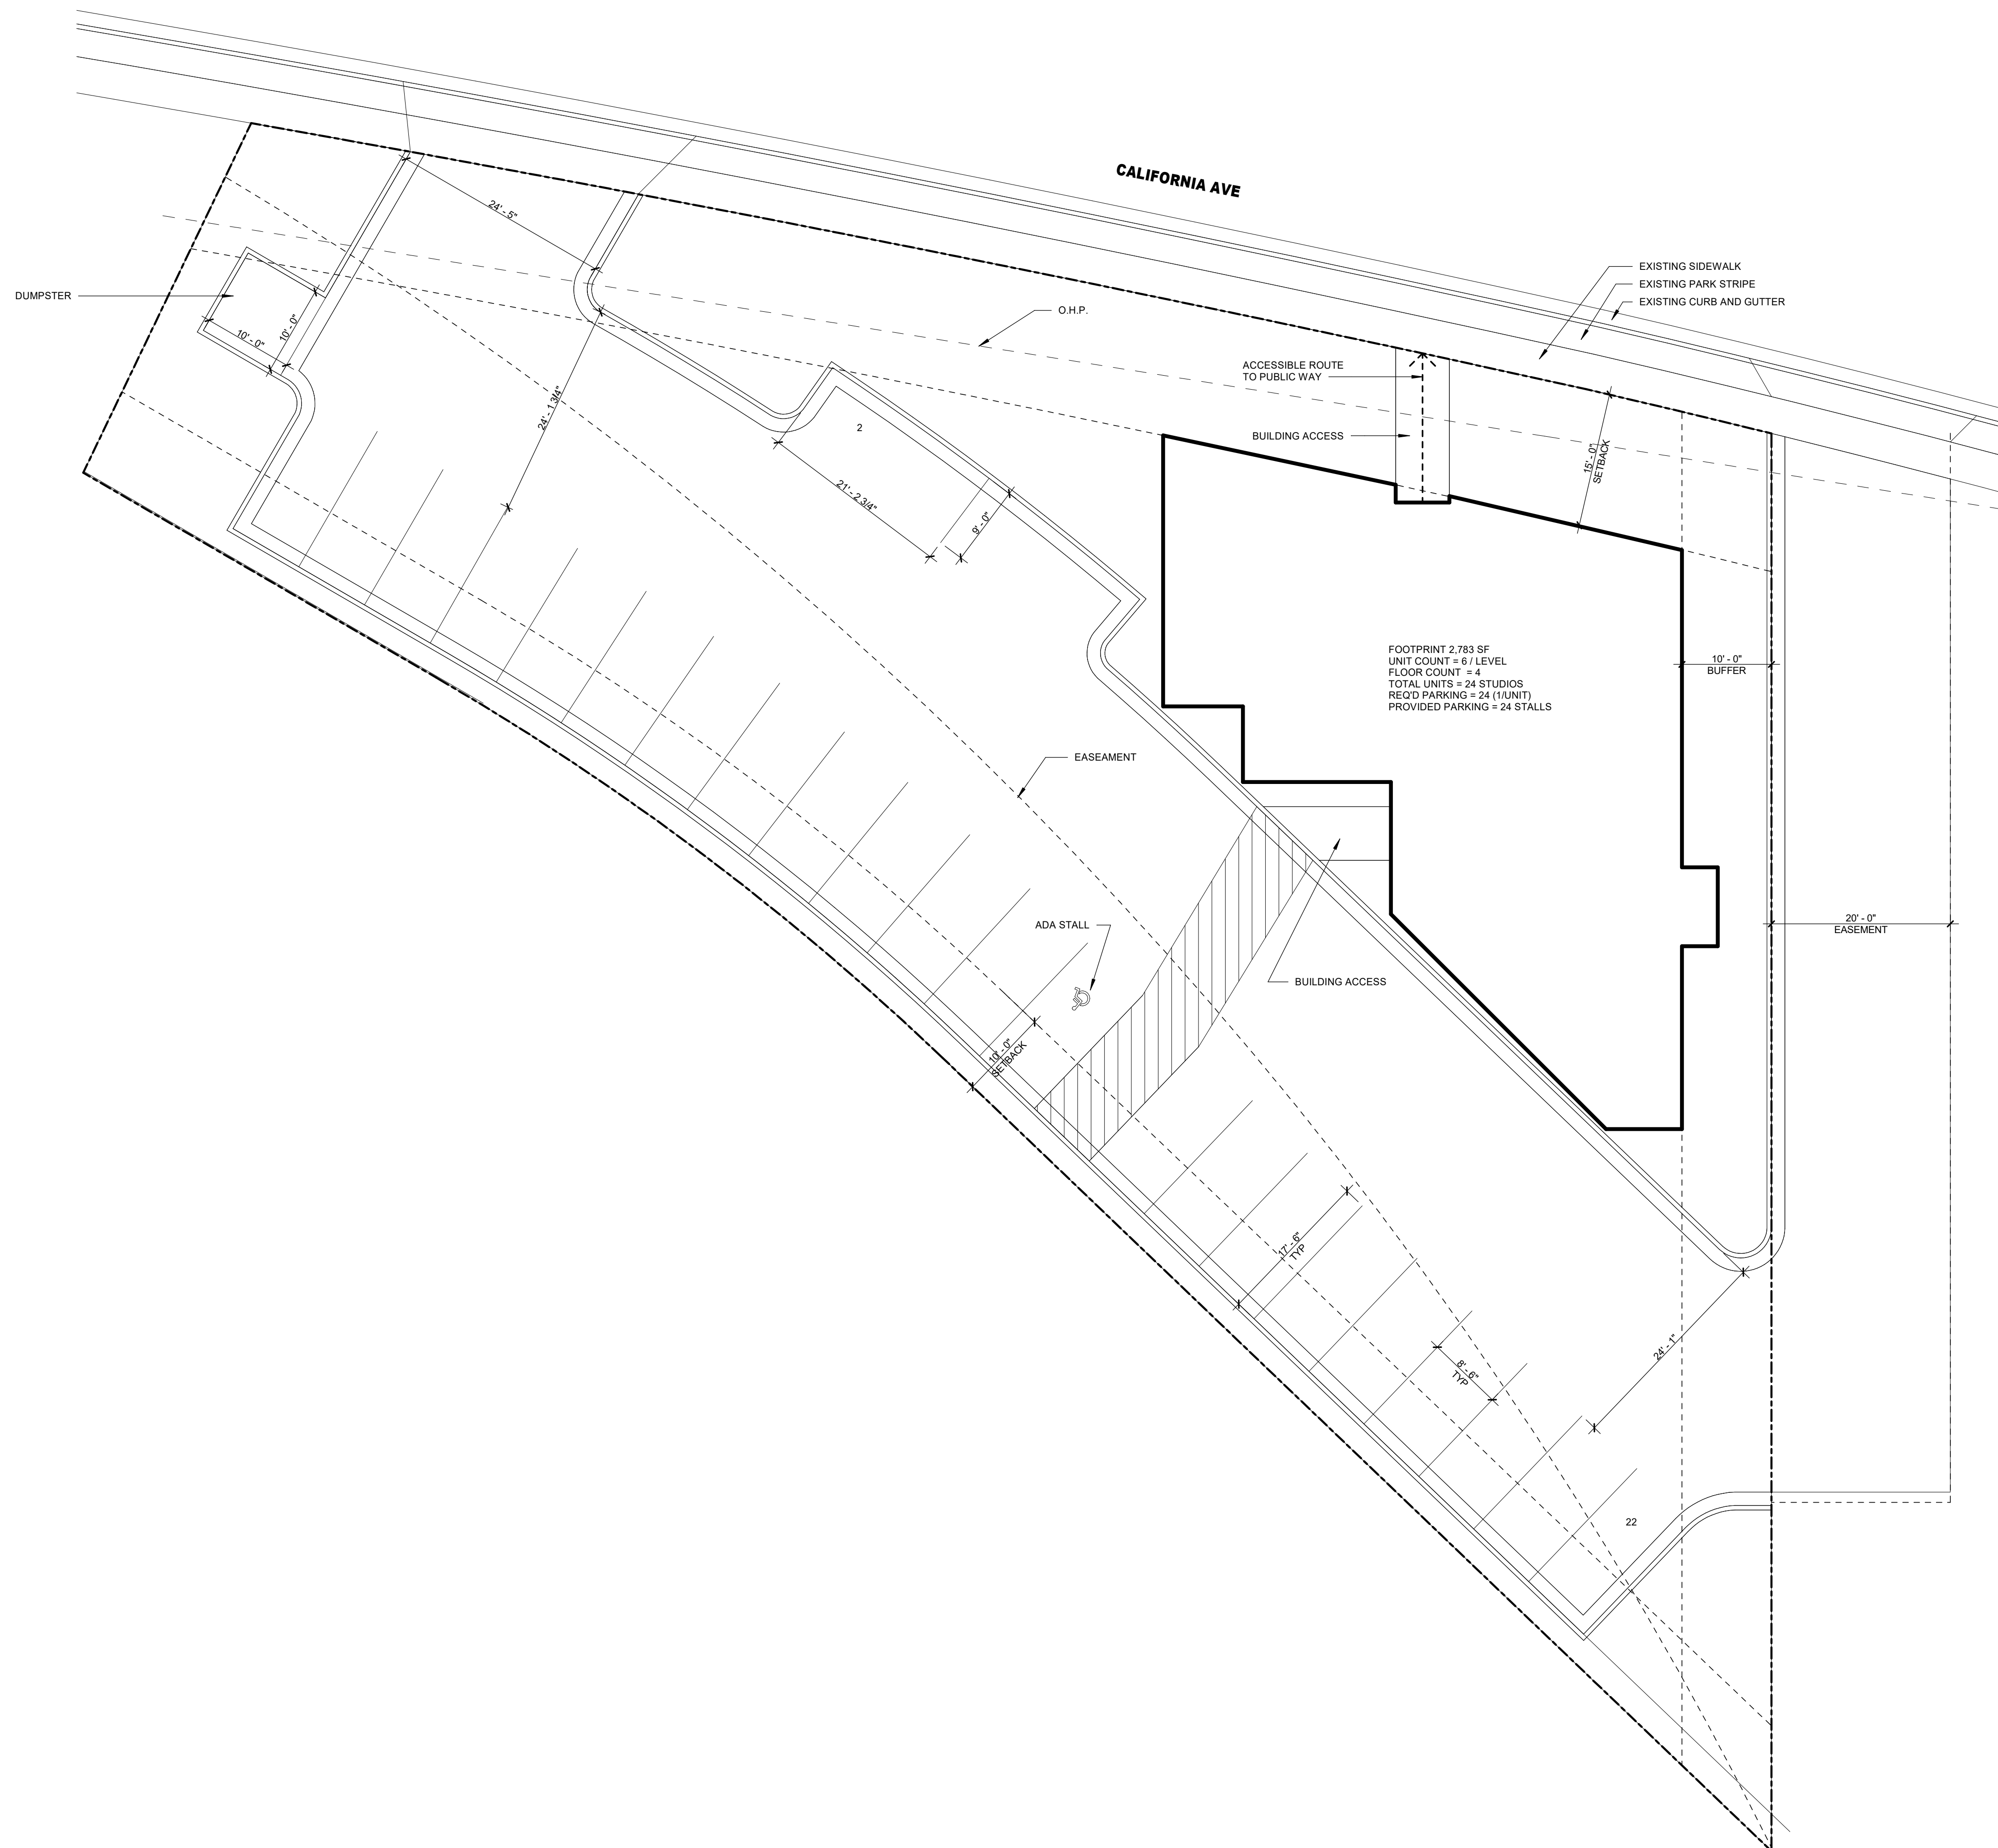 CALIFORNIA AVE
24' - 5"
EXISTING SIDEWALK
EXISTING PARK STRIPE
EXISTING CURB AND GUTTER
DUMPSTER
10' - 0"
10' - 0"
O.H.P.
ACCESSIBLE ROUTE
TO PUBLIC WAY
24' - 1 3/4"
2
BUILDING ACCESS
15' - 0"
SETBACK
21' - 2 3/4"
9' - 0"
FOOTPRINT 2,783 SF
UNIT COUNT = 6 / LEVEL
FLOOR COUNT = 4
TOTAL UNITS = 24 STUDIOS
REQ'D PARKING = 24 (1/UNIT)
PROVIDED PARKING = 24 STALLS
10' - 0"
BUFFER
EASEAMENT
ADA STALL
20' - 0"
EASEMENT
BUILDING ACCESS
10' - 0"
SETBACK
17' - 6"
TYP
8' - 6"
TYP
24' - 1"
22